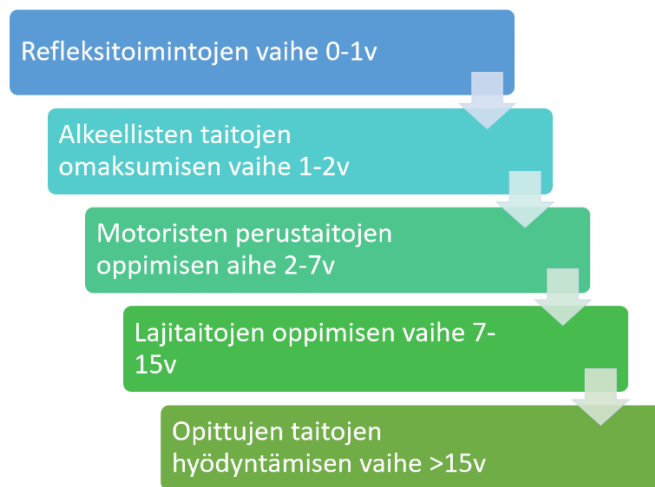 Refleksitoimintojen vaihe 0-1v
Alkeellisten taitojen
omaksumisen vaihe 1-2v
Motoristen perustaitojen
oppimisen aihe 2-7v
Lajitaitojen oppimisen vaihe 7-
15v
Opittujen taitojen
hyödyntämisen vaihe >15v